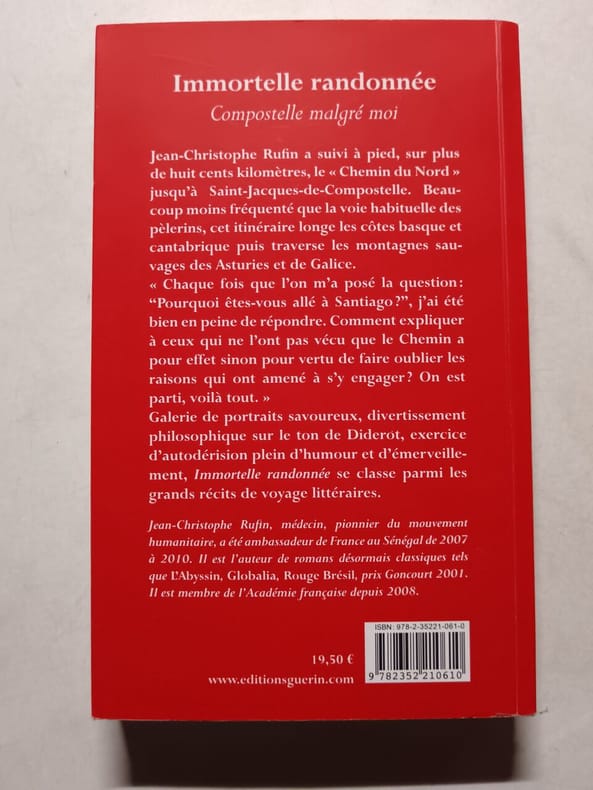 Immortelle randonnée
Compostelle malgré moi
Jean-Christophe Rufin a suivi à pied, sur plus
de huit cents kilomètres, le « Chemin du Nord »
jusqu'à Saint-Jacques-de-Compostelle. Beau-
coup moins fréquenté que la voie habituelle des
pèlerins, cet itinéraire longe les côtes basque et
cantabrique puis traverse les montagnes sau-
vages des Asturies et de Galice.
« Chaque fois que l'on m'a posé la question :
“Pourquoi êtes-vous allé à Santiago ?”, j'ai été
bien en peine de répondre. Comment expliquer
à ceux qui ne l'ont pas vécu que le Chemin a
pour effet sinon pour vertu de faire oublier les
raisons qui ont amené à s'y engager ? On est
parti, voilà tout. »
Galerie de portraits savoureux, divertissement
philosophique sur le ton de Diderot, exercice
d'autodérision plein d'humour et d'émerveille-
ment, Immortelle randonnée se classe parmi les
grands récits de voyage littéraires.
Jean-Christophe Rufin, médecin, pionnier du mouvement
humanitaire, a été ambassadeur de France au Sénégal de 2007
à 2010. Il est l'auteur de romans désormais classiques tels
que L'Abyssin, Globalia, Rouge Brésil, prix Goncourt 2001.
Il est membre de l'Académie française depuis 2008.
ISBN: 978-2-35221-061-0
19,50 €
www.editionsguerin.com
9 782352 210610